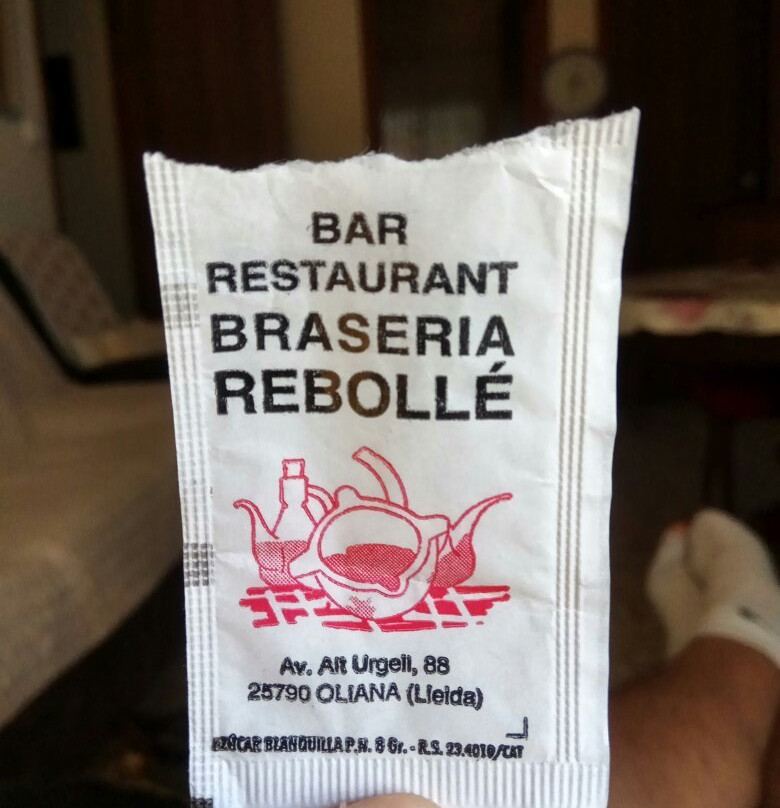 BAR
RESTAURANT
BRASERIA
REBOLLÉ
Av. Alt Urgell, 88
25790 OLIANA (Lleida)
AZÚCAR BLANQUILLA P.N. 8 Gr. - R.S. 23.4019/CAT